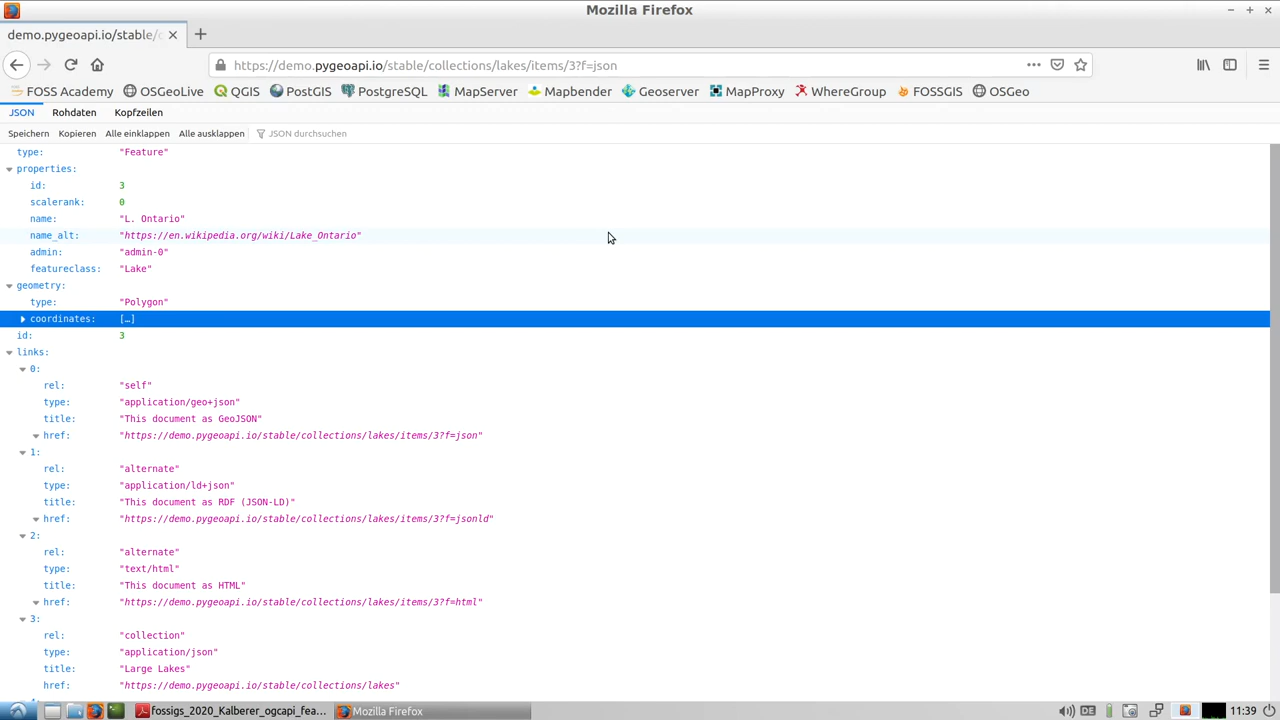 Mozilla Firefox
demo.pygeoapi.io/stable/c
https://demo.pygeoapi.io/stable/collections/lakes/items/3?f=json
FOSS Academy OSGeoLive QGIS PostGIS PostgreSQL MapServer Mapbender Geoserver MapProxy WhereGroup FOSSGIS OSGeo
JSON Rohdaten Kopfzeilen
Speichern Kopieren Alle einklappen Alle ausklappen JSON durchsuchen
type: "Feature"
properties:
id: 3
scalerank: 0
name: "L. Ontario"
name_alt: "https://en.wikipedia.org/wiki/Lake_Ontario"
admin: "admin-0"
featureclass: "Lake"
geometry:
type: "Polygon"
coordinates: […]
id: 3
links:
0:
rel: "self"
type: "application/geo+json"
title: "This document as GeoJSON"
href: "https://demo.pygeoapi.io/stable/collections/lakes/items/3?f=json"
1:
rel: "alternate"
type: "application/ld+json"
title: "This document as RDF (JSON-LD)"
href: "https://demo.pygeoapi.io/stable/collections/lakes/items/3?f=jsonld"
2:
rel: "alternate"
type: "text/html"
title: "This document as HTML"
href: "https://demo.pygeoapi.io/stable/collections/lakes/items/3?f=html"
3:
rel: "collection"
type: "application/json"
title: "Large Lakes"
href: "https://demo.pygeoapi.io/stable/collections/lakes"
fossigs_2020_Kalberer_ogcapi_fea... Mozilla Firefox DE 11:39